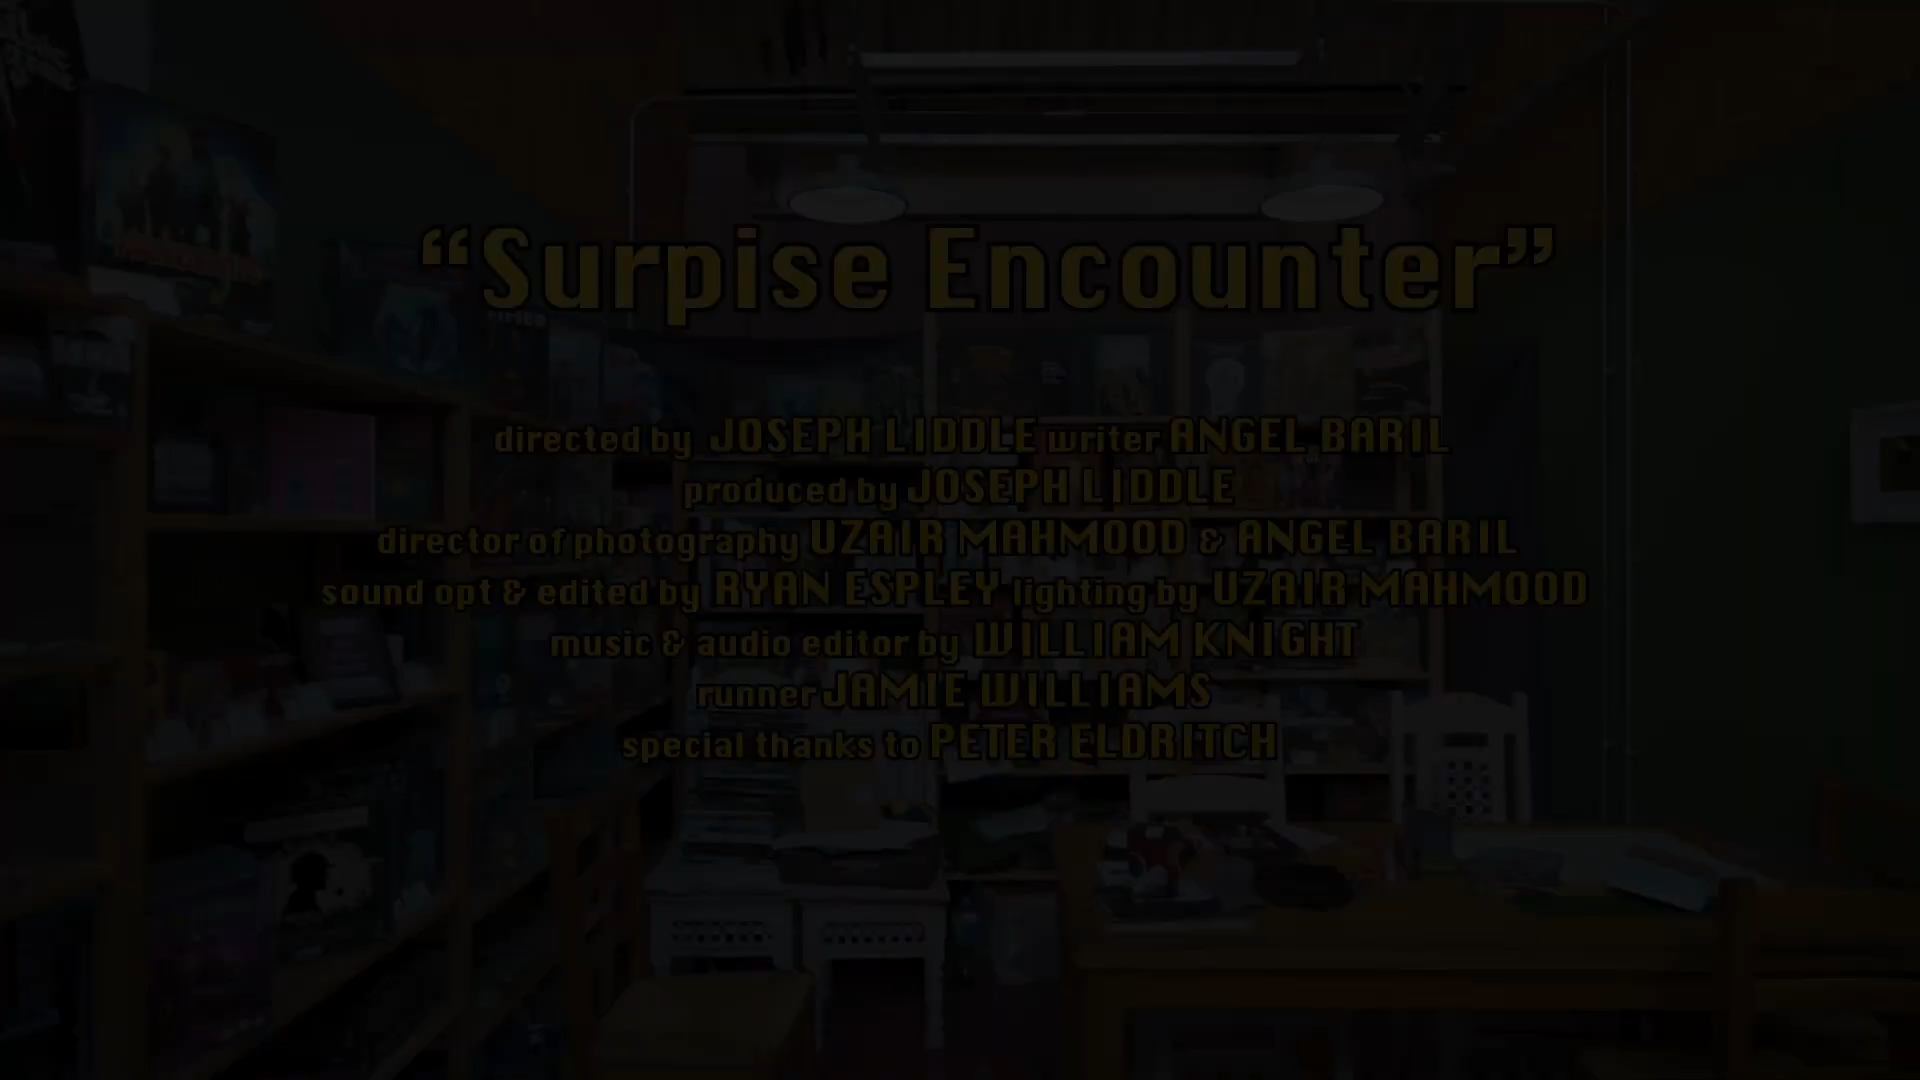 “Surpise Encounter”
directed by JOSEPH LIDDLE writer ANGEL BARIL
produced by JOSEPH LIDDLE
director of photography UZAIR MAHMOOD & ANGEL BARIL
sound opt & edited by RYAN ESPLEY lighting by UZAIR MAHMOOD
music & audio editor by WILLIAM KNIGHT
runner JAMIE WILLIAMS
special thanks to PETER ELDRITCH